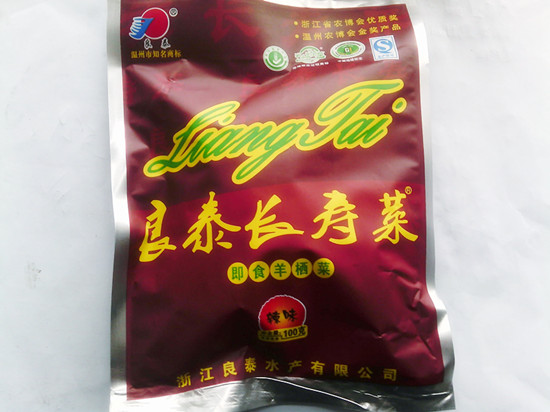 良泰
温州市知名商标
浙江省农博会优质奖
温州农博会金奖产品
Liang Tai
良泰长寿菜®
即食羊栖菜
辣味
100克
浙江良泰水产有限公司